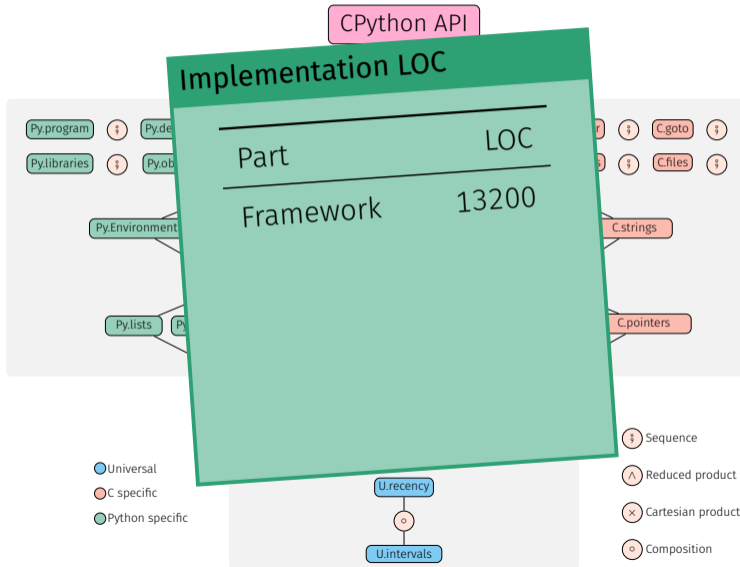 CPython API
Implementation LOC
Part LOC
Framework 13200
Py.program ;
Py.libraries ;
; C.goto ;
; C.files ;
Py.Environment
C.strings
Py.lists
C.pointers
Universal
C specific
Python specific
U.recency
∘
U.intervals
; Sequence
∧ Reduced product
× Cartesian product
∘ Composition